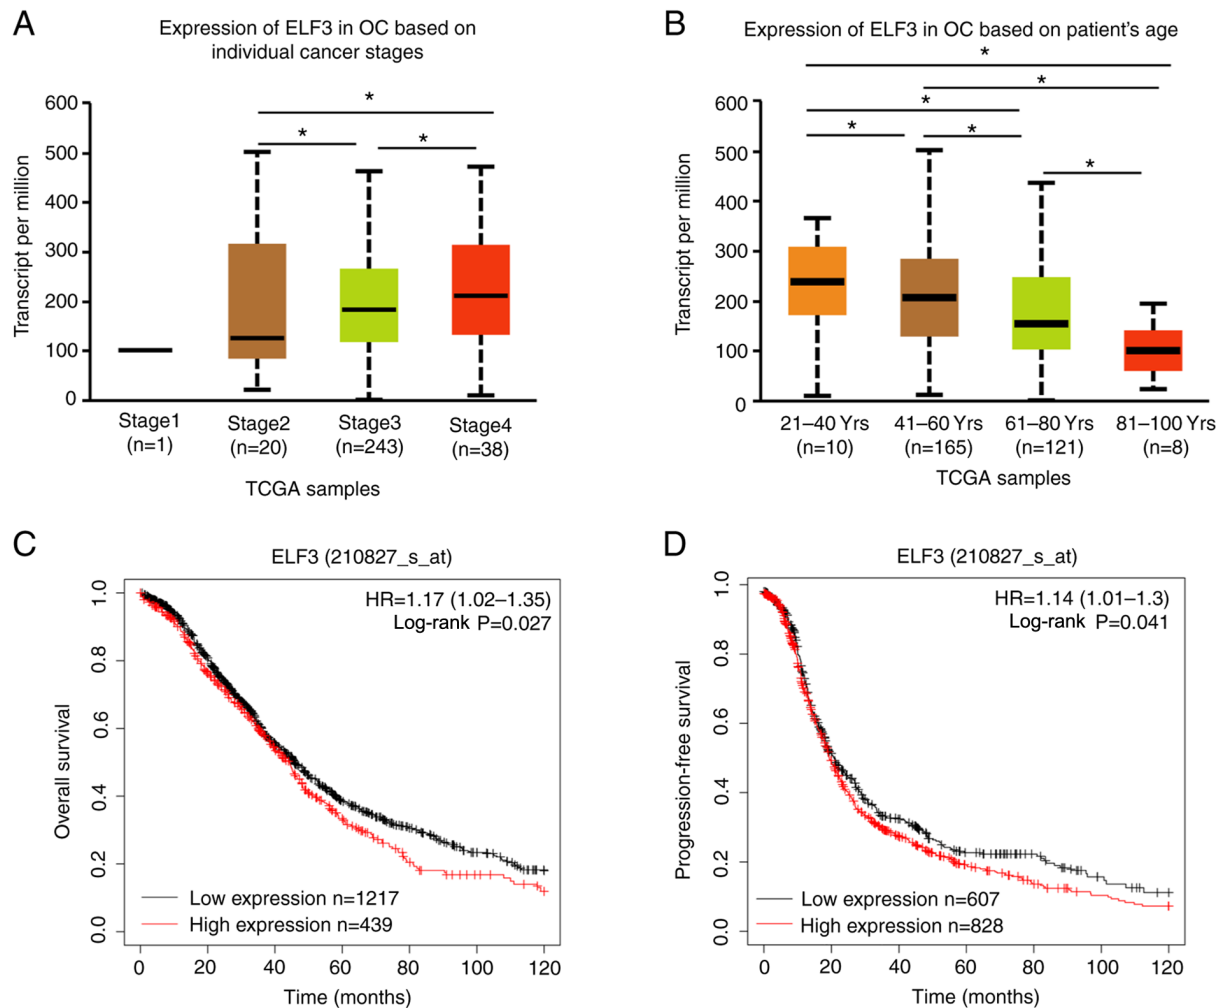 A
Expression of ELF3 in OC based on
individual cancer stages
600
500
400
300
200
100
0
Transcript per million
*
*
*
Stage1
(n=1)
Stage2
(n=20)
Stage3
(n=243)
Stage4
(n=38)
TCGA samples
B
Expression of ELF3 in OC based on patient's age
600
500
400
300
200
100
0
Transcript per million
*
*
*
*
*
*
21–40 Yrs
(n=10)
41–60 Yrs
(n=165)
61–80 Yrs
(n=121)
81–100 Yrs
(n=8)
TCGA samples
C
ELF3 (210827_s_at)
HR=1.17 (1.02–1.35)
Log-rank P=0.027
Overall survival
1.0
0.8
0.6
0.4
0.2
0.0
Low expression n=1217
High expression n=439
0 20 40 60 80 100 120
Time (months)
D
ELF3 (210827_s_at)
HR=1.14 (1.01–1.3)
Log-rank P=0.041
Progression-free survival
1.0
0.8
0.6
0.4
0.2
0.0
Low expression n=607
High expression n=828
0 20 40 60 80 100 120
Time (months)